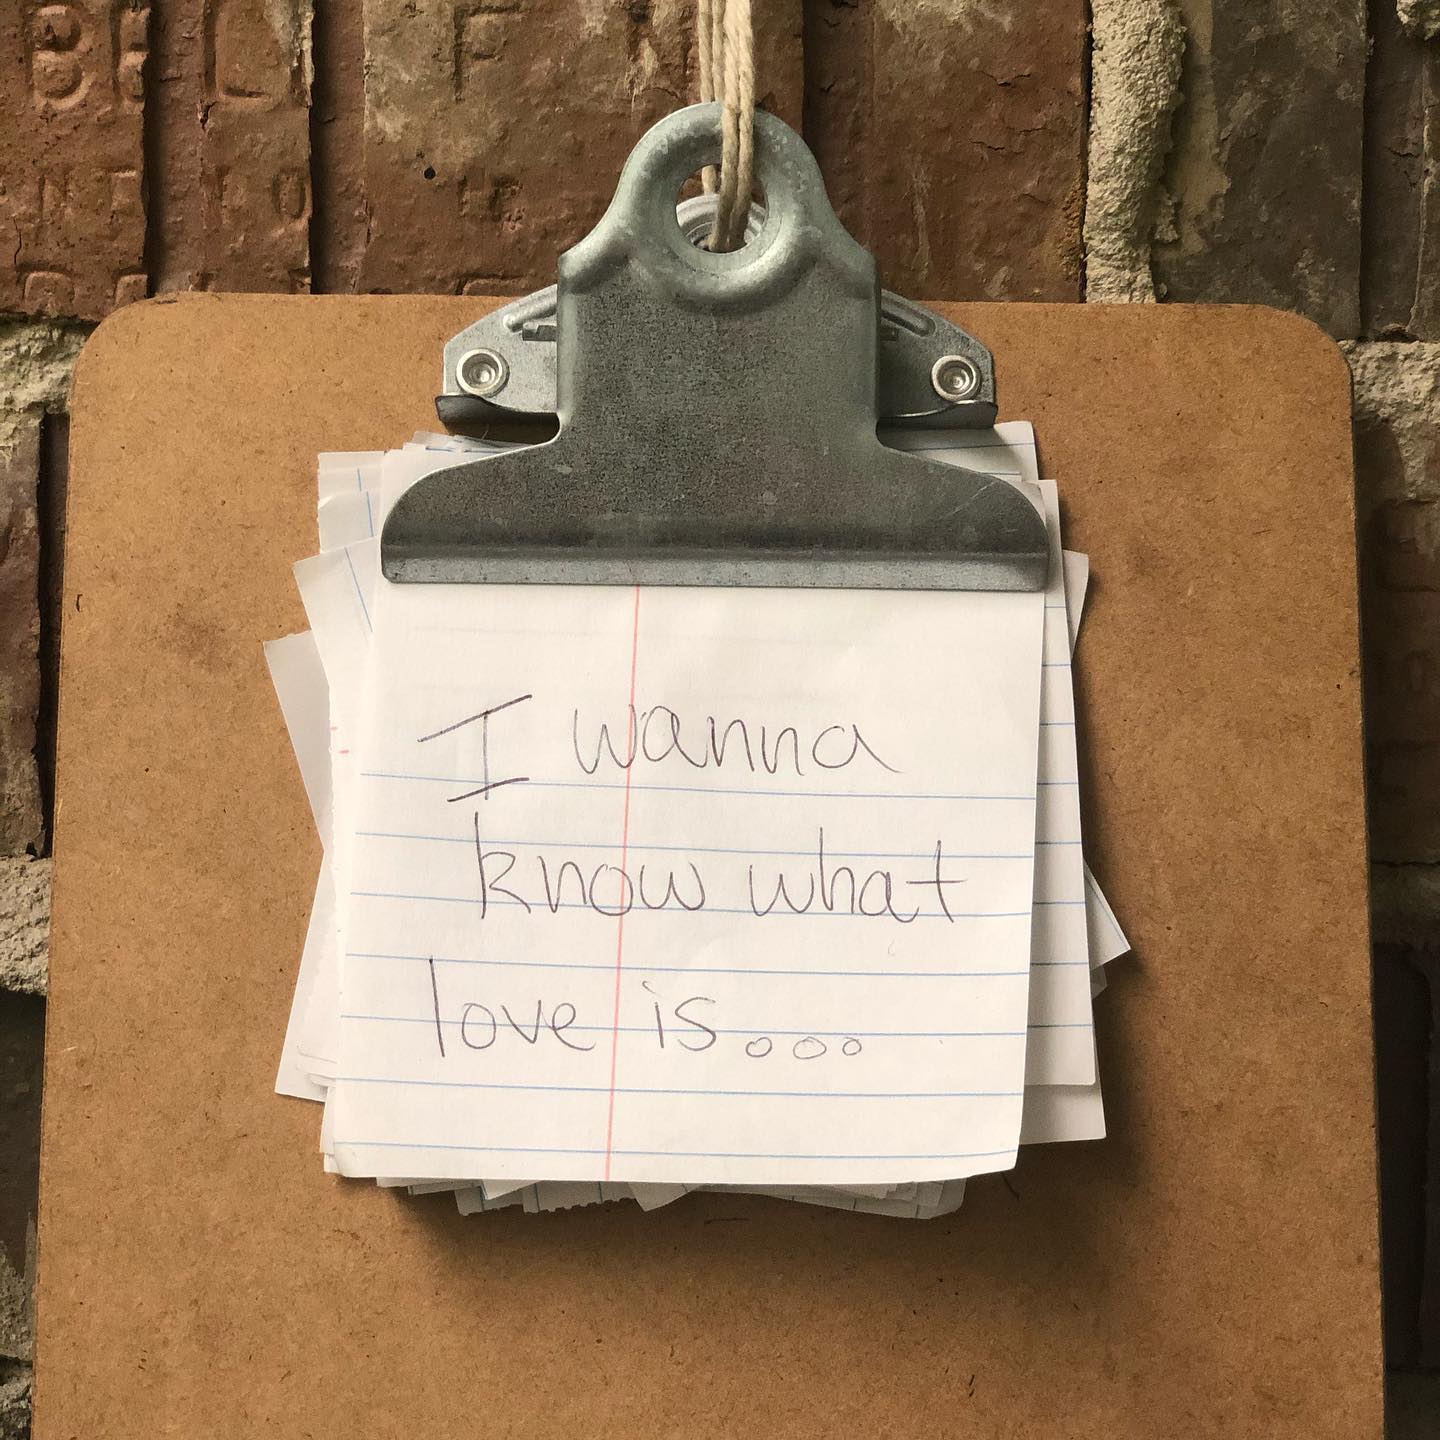 I wanna
know what
love is...